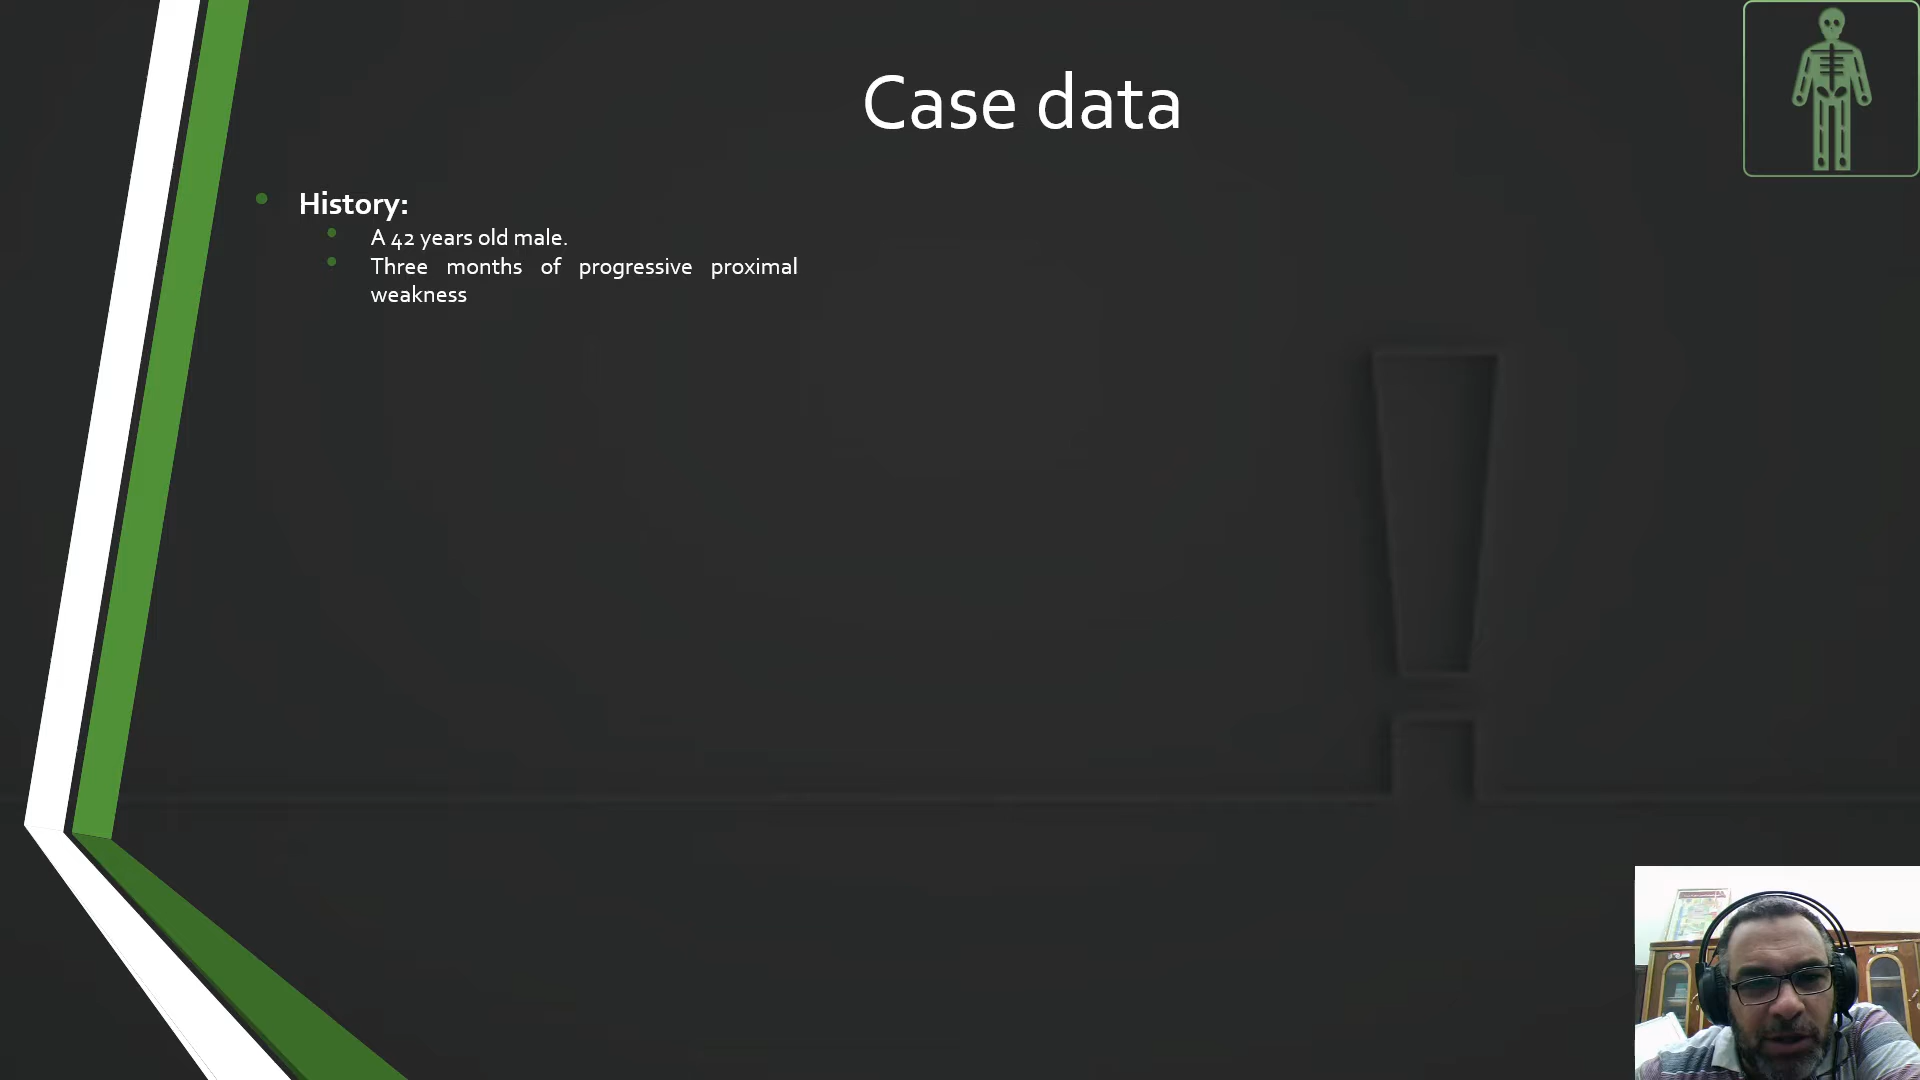 Case data
History:
A 42 years old male.
Three months of progressive proximal
weakness